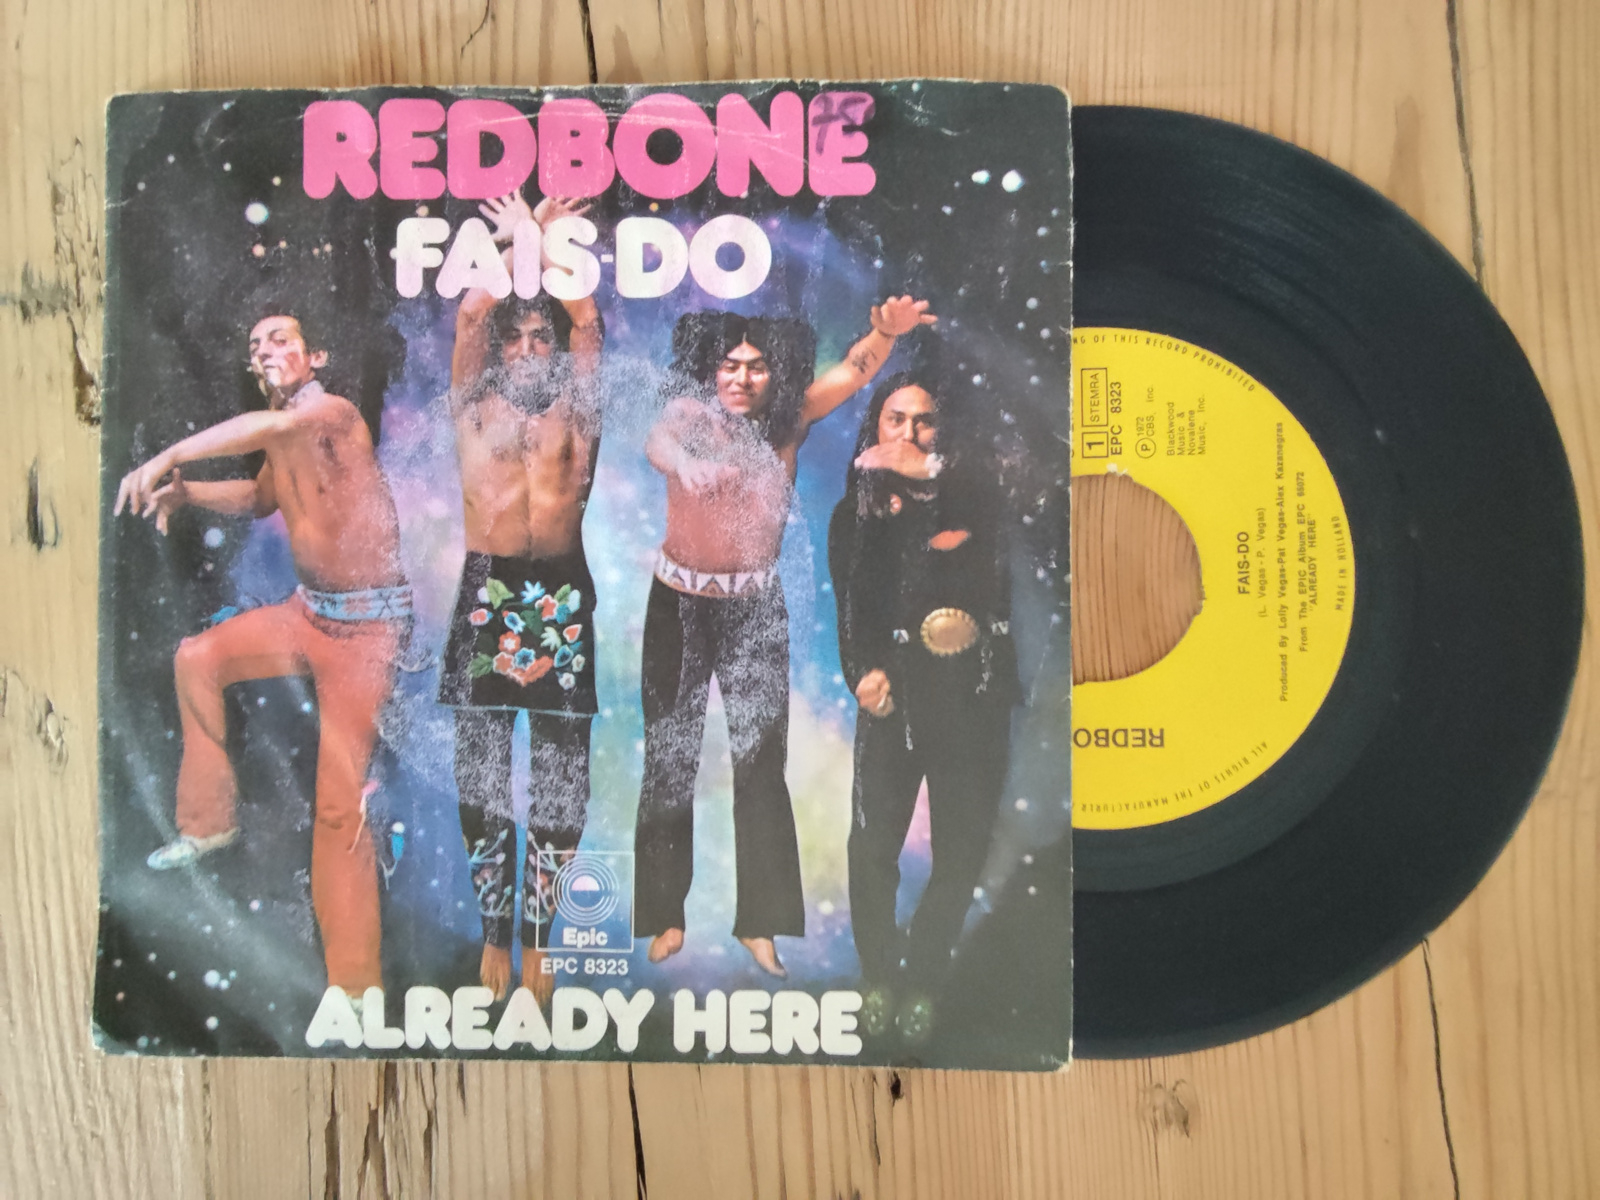 REDBONE
FAIS-DO
Epic
EPC 8323
ALREADY HERE
NG OF THIS RECORD PROHIBITED
1 STEMRA
EPC 8323
P 1972
CBS, Inc.
Blackwood
Music &
Novalene
Music, Inc.
FAIS-DO
(L. Vegas - P. Vegas)
Produced By Lolly Vegas-Pat Vegas-Alex Kazanegras
From The EPIC Album EPC 65072
"ALREADY HERE"
MADE IN HOLLAND
REDBO
ALL RIGHTS OF THE MANUFACTURER